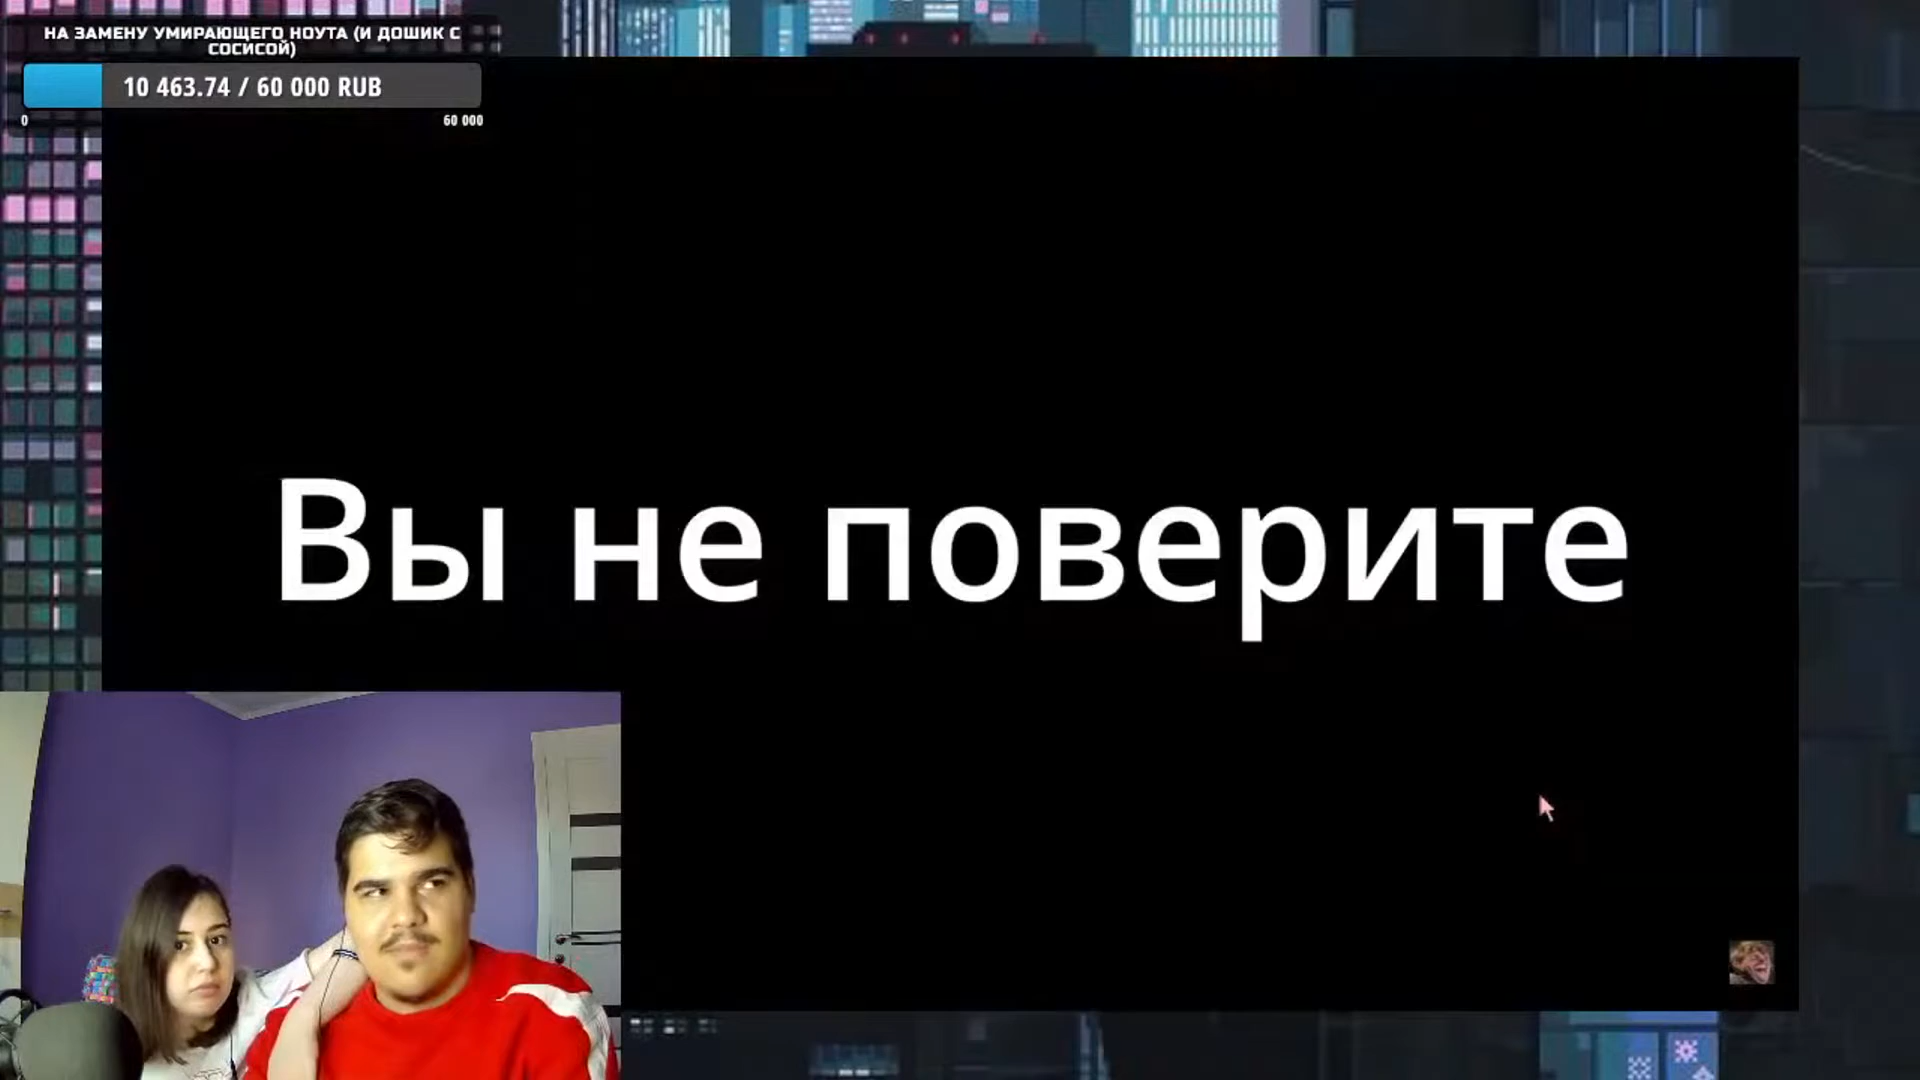 НА ЗАМЕНУ УМИРАЮЩЕГО НОУТА (И ДОШИК С
СОСИСОЙ)
10 463.74 / 60 000 RUB
0 60 000
Вы не поверите